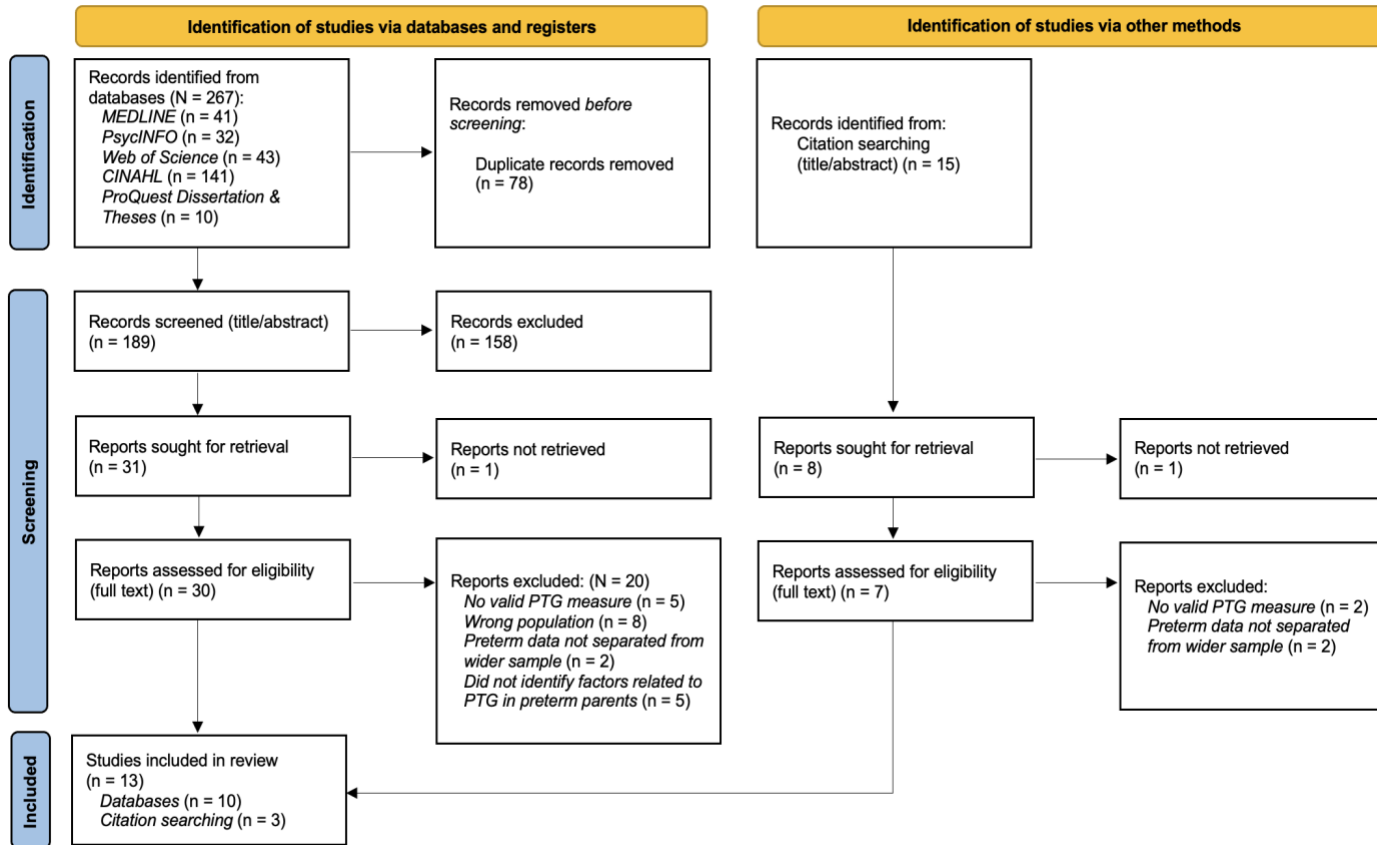 Identification of studies via databases and registers
Identification of studies via other methods
Identification
Records identified from
databases (N = 267):
MEDLINE (n = 41)
PsycINFO (n = 32)
Web of Science (n = 43)
CINAHL (n = 141)
ProQuest Dissertation &
Theses (n = 10)
Records removed before
screening:
Duplicate records removed
(n = 78)
Records identified from:
Citation searching
(title/abstract) (n = 15)
Screening
Records screened (title/abstract)
(n = 189)
Records excluded
(n = 158)
Reports sought for retrieval
(n = 31)
Reports not retrieved
(n = 1)
Reports sought for retrieval
(n = 8)
Reports not retrieved
(n = 1)
Reports assessed for eligibility
(full text) (n = 30)
Reports excluded: (N = 20)
No valid PTG measure (n = 5)
Wrong population (n = 8)
Preterm data not separated from
wider sample (n = 2)
Did not identify factors related to
PTG in preterm parents (n = 5)
Reports assessed for eligibility
(full text) (n = 7)
Reports excluded:
No valid PTG measure (n = 2)
Preterm data not separated
from wider sample (n = 2)
Included
Studies included in review
(n = 13)
Databases (n = 10)
Citation searching (n = 3)